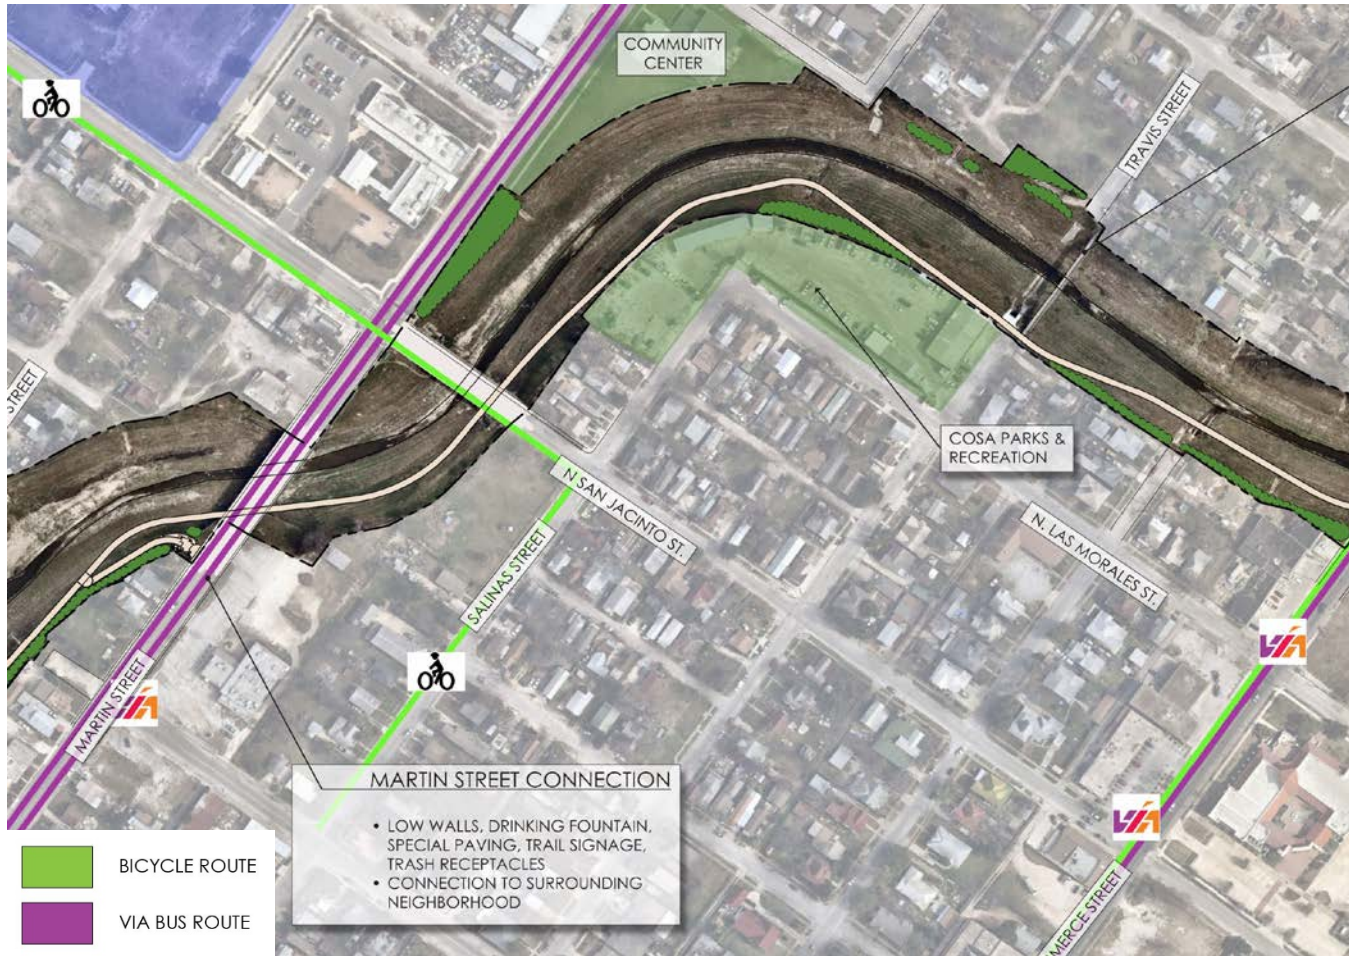 COMMUNITY
CENTER
TRAVIS STREET
STREET
COSA PARKS &
RECREATION
N SAN JACINTO ST.
N. LAS MORALES ST.
SALINAS STREET
VIA
MARTIN STREET
VIA
VIA
MARTIN STREET CONNECTION
• LOW WALLS, DRINKING FOUNTAIN,
SPECIAL PAVING, TRAIL SIGNAGE,
TRASH RECEPTACLES
• CONNECTION TO SURROUNDING
NEIGHBORHOOD
MERCE STREET
BICYCLE ROUTE
VIA BUS ROUTE